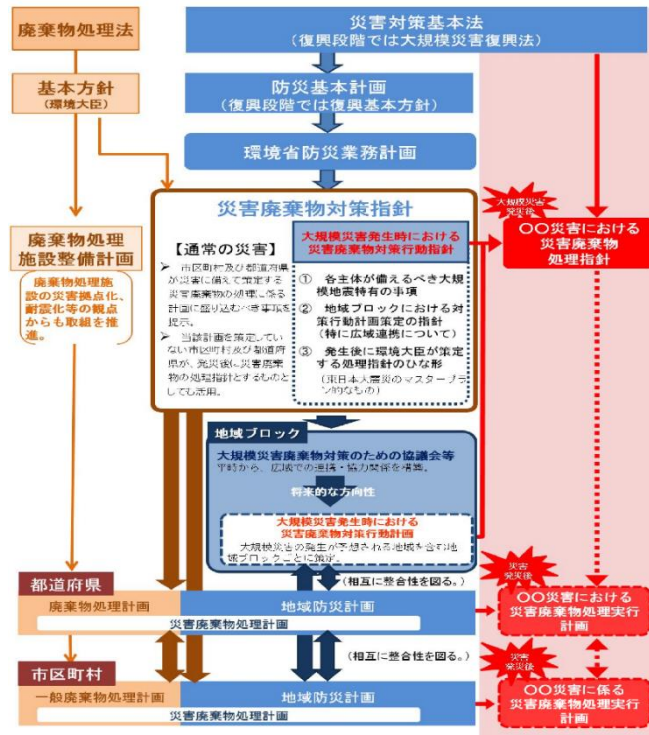 廃棄物処理法
災害対策基本法
(復興段階では大規模災害復興法)
基本方針
(環境大臣)
防災基本計画
(復興段階では復興基本方針)
環境省防災業務計画
災害廃棄物対策指針
【通常の災害】
➢ 市区町村及び都道府県
が災害に備えて策定する
災害廃棄物の処理に係る
計画に盛り込むべき事項を
提示。
➢ 当該計画を策定してい
ない市区町村及び都道府
県が、発災後に災害廃棄
物の処理指針とするものと
しても活用。
大規模災害発生時における
災害廃棄物対策行動指針
① 各主体が備えるべき大規
模地震特有の事項
② 地域ブロックにおける対
策行動計画策定の指針
(特に広域連携について)
③ 発生後に環境大臣が策定
する処理指針のひな形
(東日本大震災のマスタープラ
ン的なもの)
大規模災害
発生後
〇〇災害における
災害廃棄物
処理指針
廃棄物処理
施設整備計画
廃棄物処理施
設の災害拠点化、
耐震化等の観点
からも取組を推
進。
地域ブロック
大規模災害廃棄物対策のための協議会等
平時から、広域での連携・協力関係を構築。
将来的な方向性
大規模災害発生時における
災害廃棄物対策行動計画
大規模災害の発生が予想される地域を含む地
域ブロックごとに策定。
(相互に整合性を図る。)
都道府県
廃棄物処理計画
地域防災計画
災害廃棄物処理計画
災害
発災後
〇〇災害における
災害廃棄物処理実行
計画
(相互に整合性を図る。)
市区町村
一般廃棄物処理計画
地域防災計画
災害廃棄物処理計画
災害
発災後
〇〇災害に係る
災害廃棄物処理実行
計画